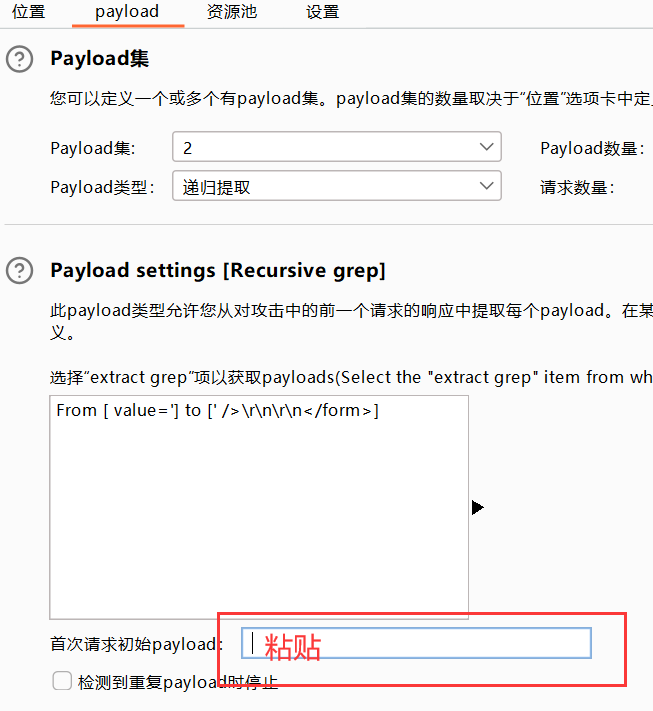 位置 payload 资源池 设置
Payload集
您可以定义一个或多个有payload集。payload集的数量取决于“位置”选项卡中定
Payload集: 2 Payload数量:
Payload类型: 递归提取 请求数量:
Payload settings [Recursive grep]
此payload类型允许您从对攻击中的前一个请求的响应中提取每个payload。在某
义。
选择“extract grep”项以获取payloads(Select the "extract grep" item from wh
From [ value='] to [' />\r\n\r\n</form>]
首次请求初始payload: 粘贴
检测到重复payload时停止